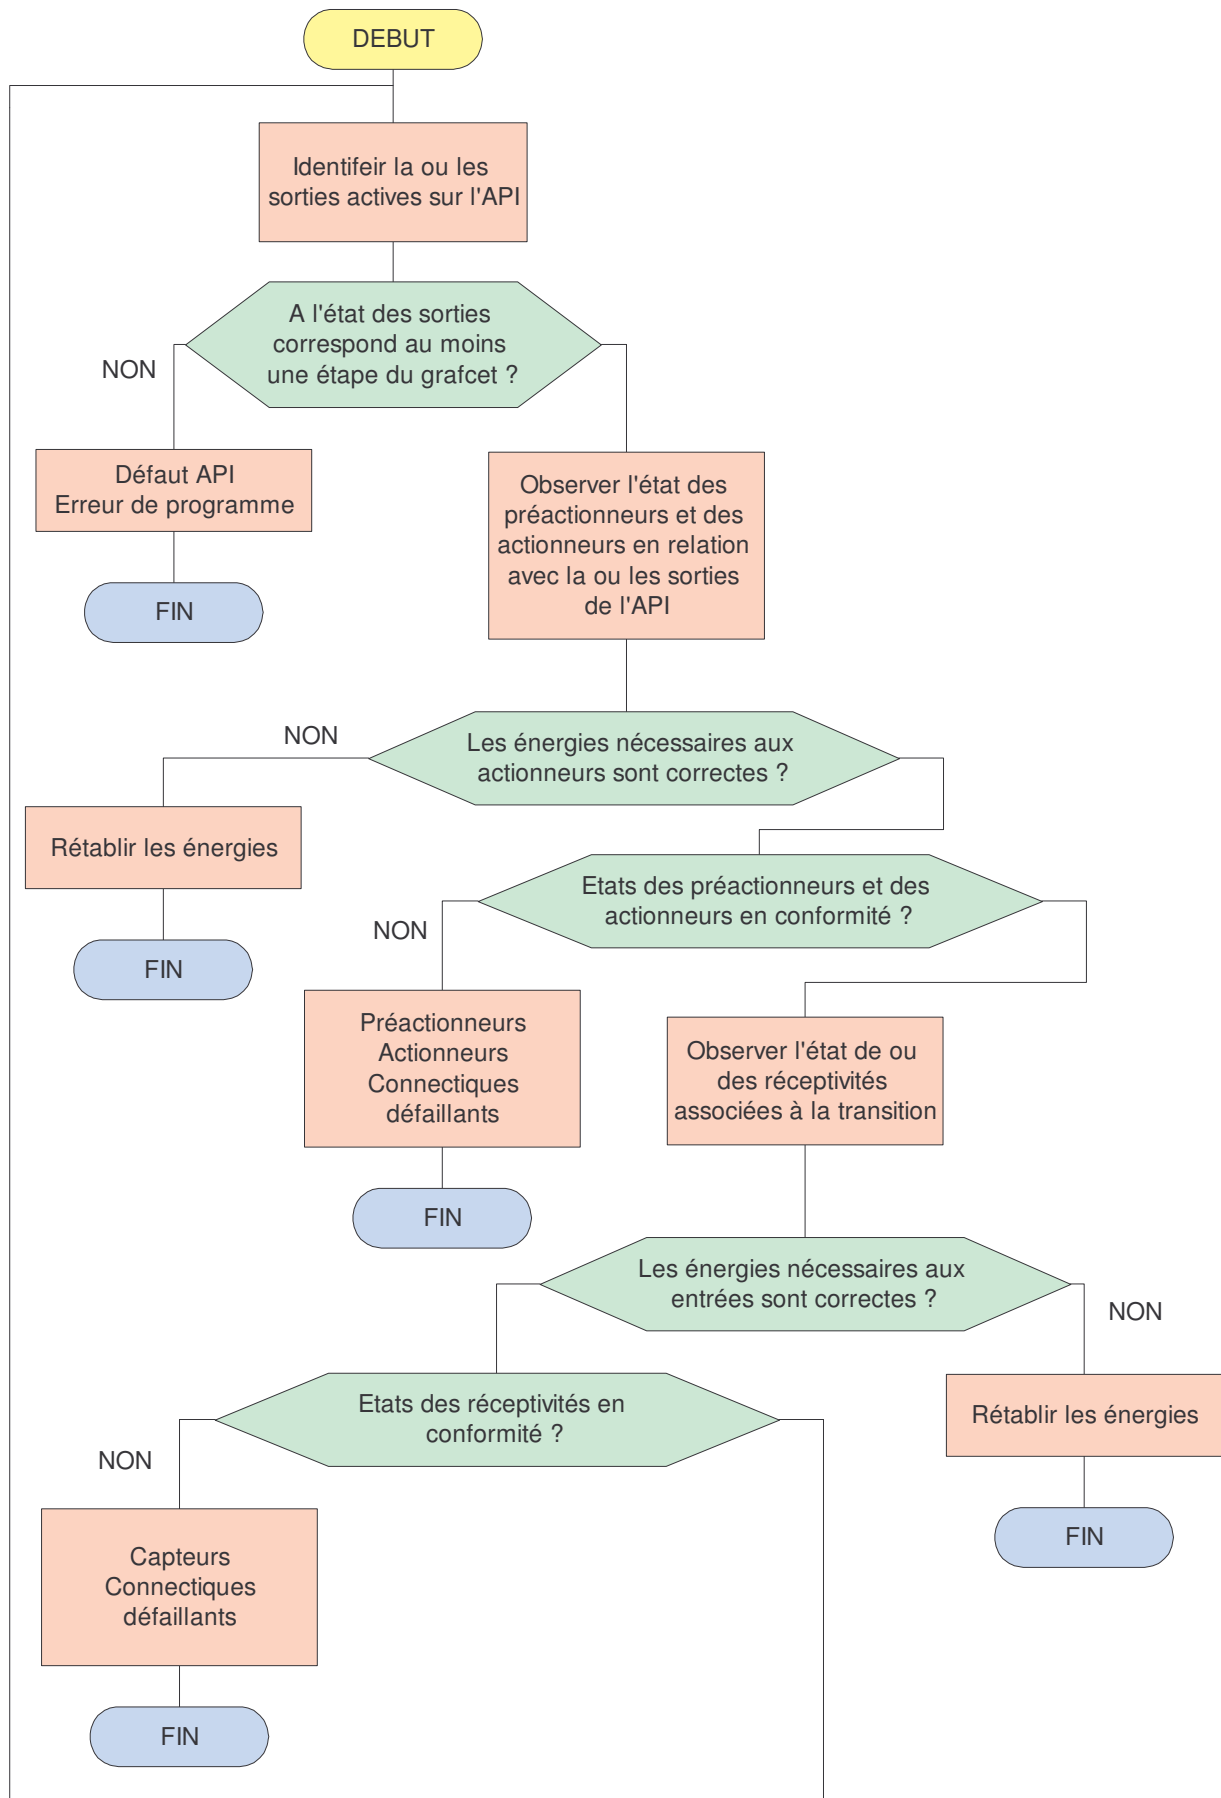 DEBUT
Identifeir la ou les
sorties actives sur l'API
A l'état des sorties
correspond au moins
une étape du grafcet ?
NON
Défaut API
Erreur de programme
FIN
Observer l'état des
préactionneurs et des
actionneurs en relation
avec la ou les sorties
de l'API
Les énergies nécessaires aux
actionneurs sont correctes ?
NON
Rétablir les énergies
FIN
Etats des préactionneurs et des
actionneurs en conformité ?
NON
Préactionneurs
Actionneurs
Connectiques
défaillants
FIN
Observer l'état de ou
des réceptivités
associées à la transition
Les énergies nécessaires aux
entrées sont correctes ?
NON
Rétablir les énergies
FIN
Etats des réceptivités en
conformité ?
NON
Capteurs
Connectiques
défaillants
FIN